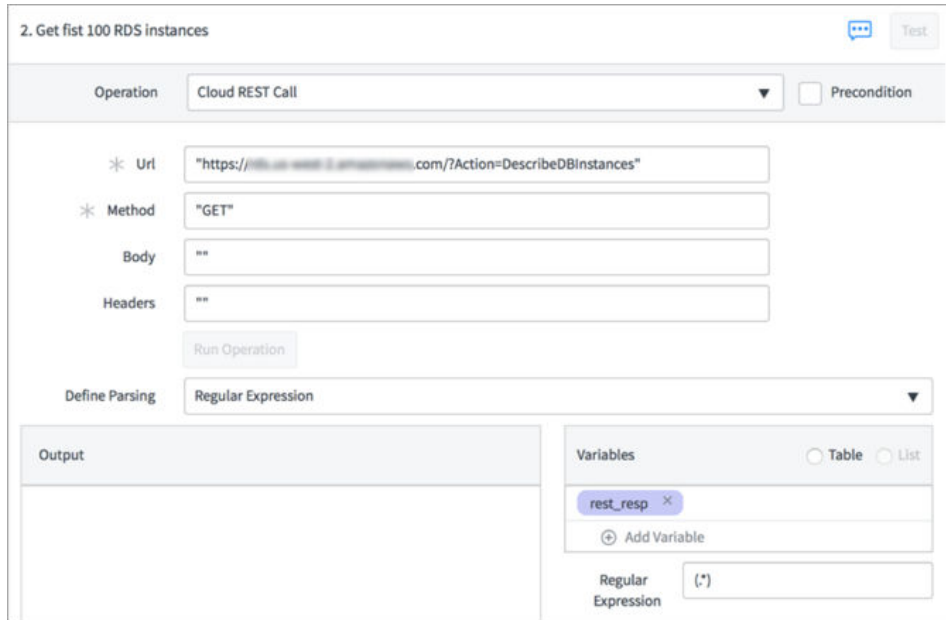 2. Get fist 100 RDS instances
Test
Operation
Cloud REST Call
Precondition
Url
"https:// .com/?Action=DescribeDBInstances"
Method
"GET"
Body
""
Headers
""
Run Operation
Define Parsing
Regular Expression
Output
Variables
Table
List
rest_resp ×
Add Variable
Regular
Expression
(.*)